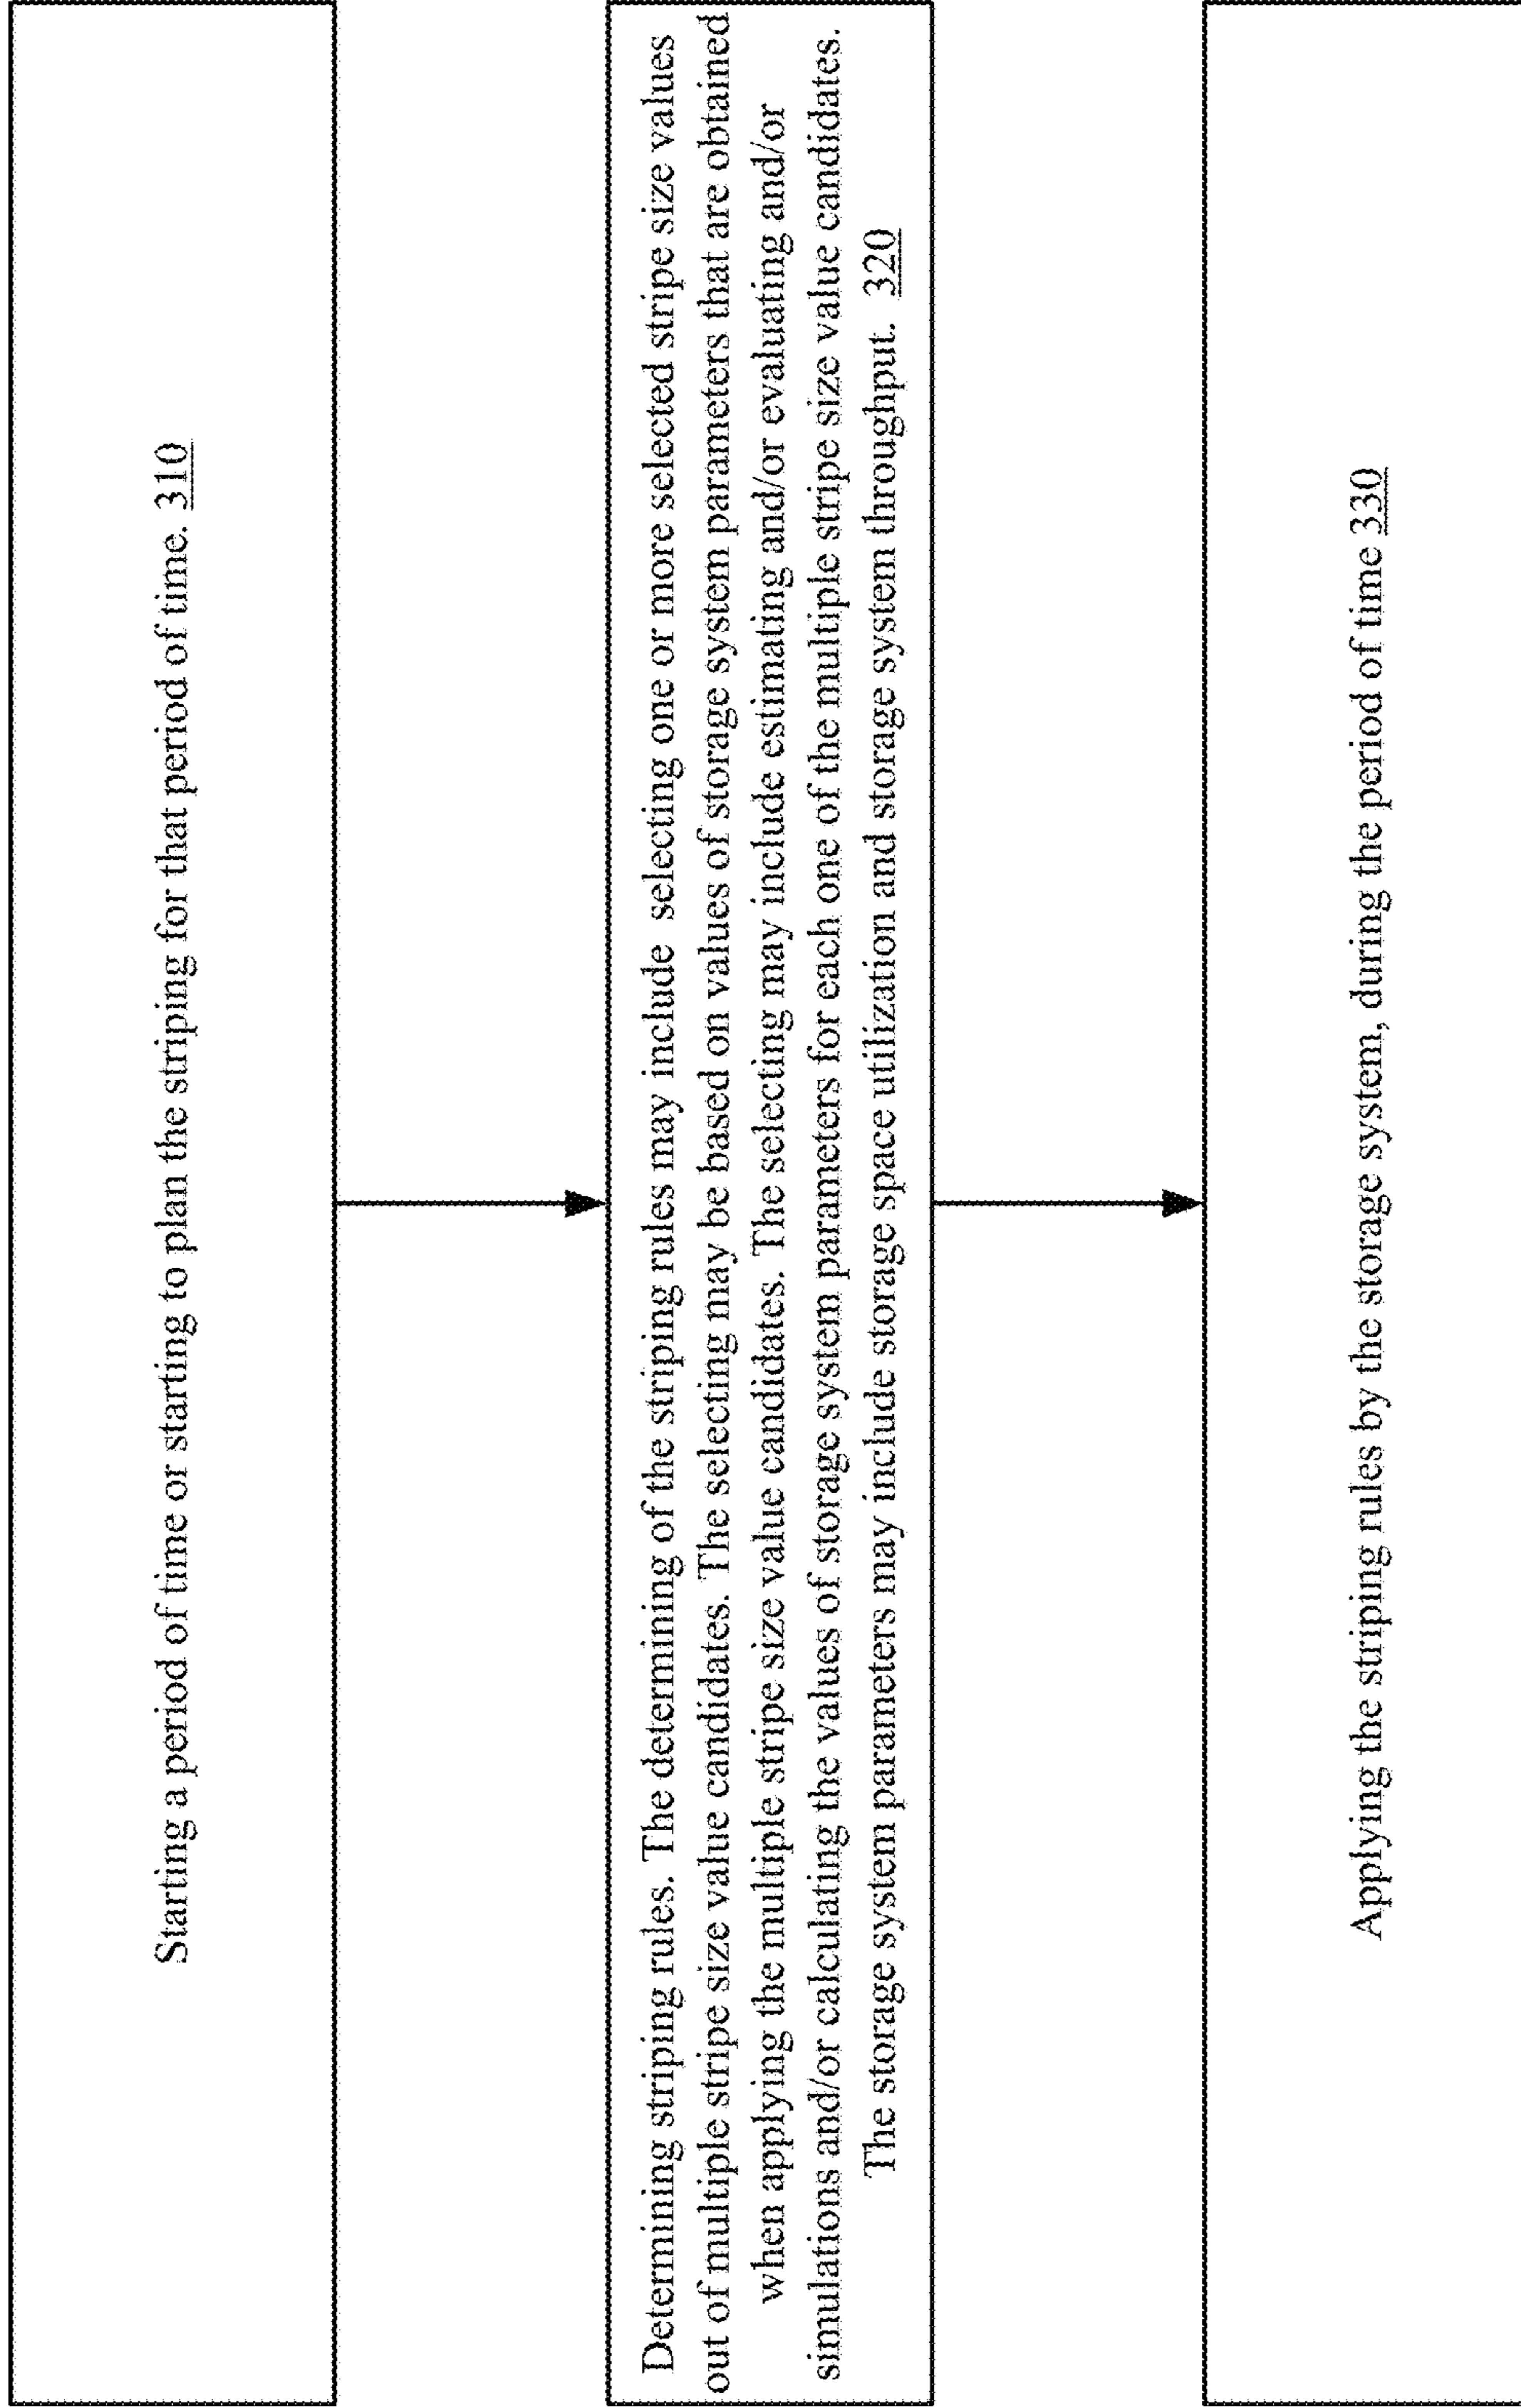 Starting a period of time or starting to plan the striping for that period of time. 310
Determining striping rules. The determining of the striping rules may include selecting one or more selected stripe size values
out of multiple stripe size value candidates. The selecting may be based on values of storage system parameters that are obtained
when applying the multiple stripe size value candidates. The selecting may include estimating and/or evaluating and/or
simulations and/or calculating the values of storage system parameters for each one of the multiple stripe size value candidates.
The storage system parameters may include storage space utilization and storage system throughput. 320
Applying the striping rules by the storage system, during the period of time 330